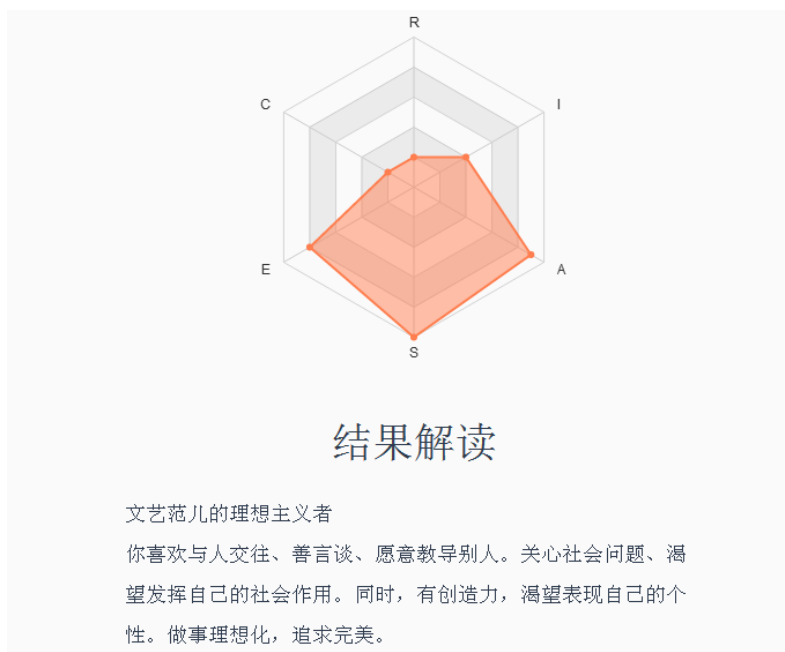 R
C
I
E
A
S
结果解读
文艺范儿的理想主义者
你喜欢与人交往、善言谈、愿意教导别人。关心社会问题、渴
望发挥自己的社会作用。同时，有创造力，渴望表现自己的个
性。做事理想化，追求完美。